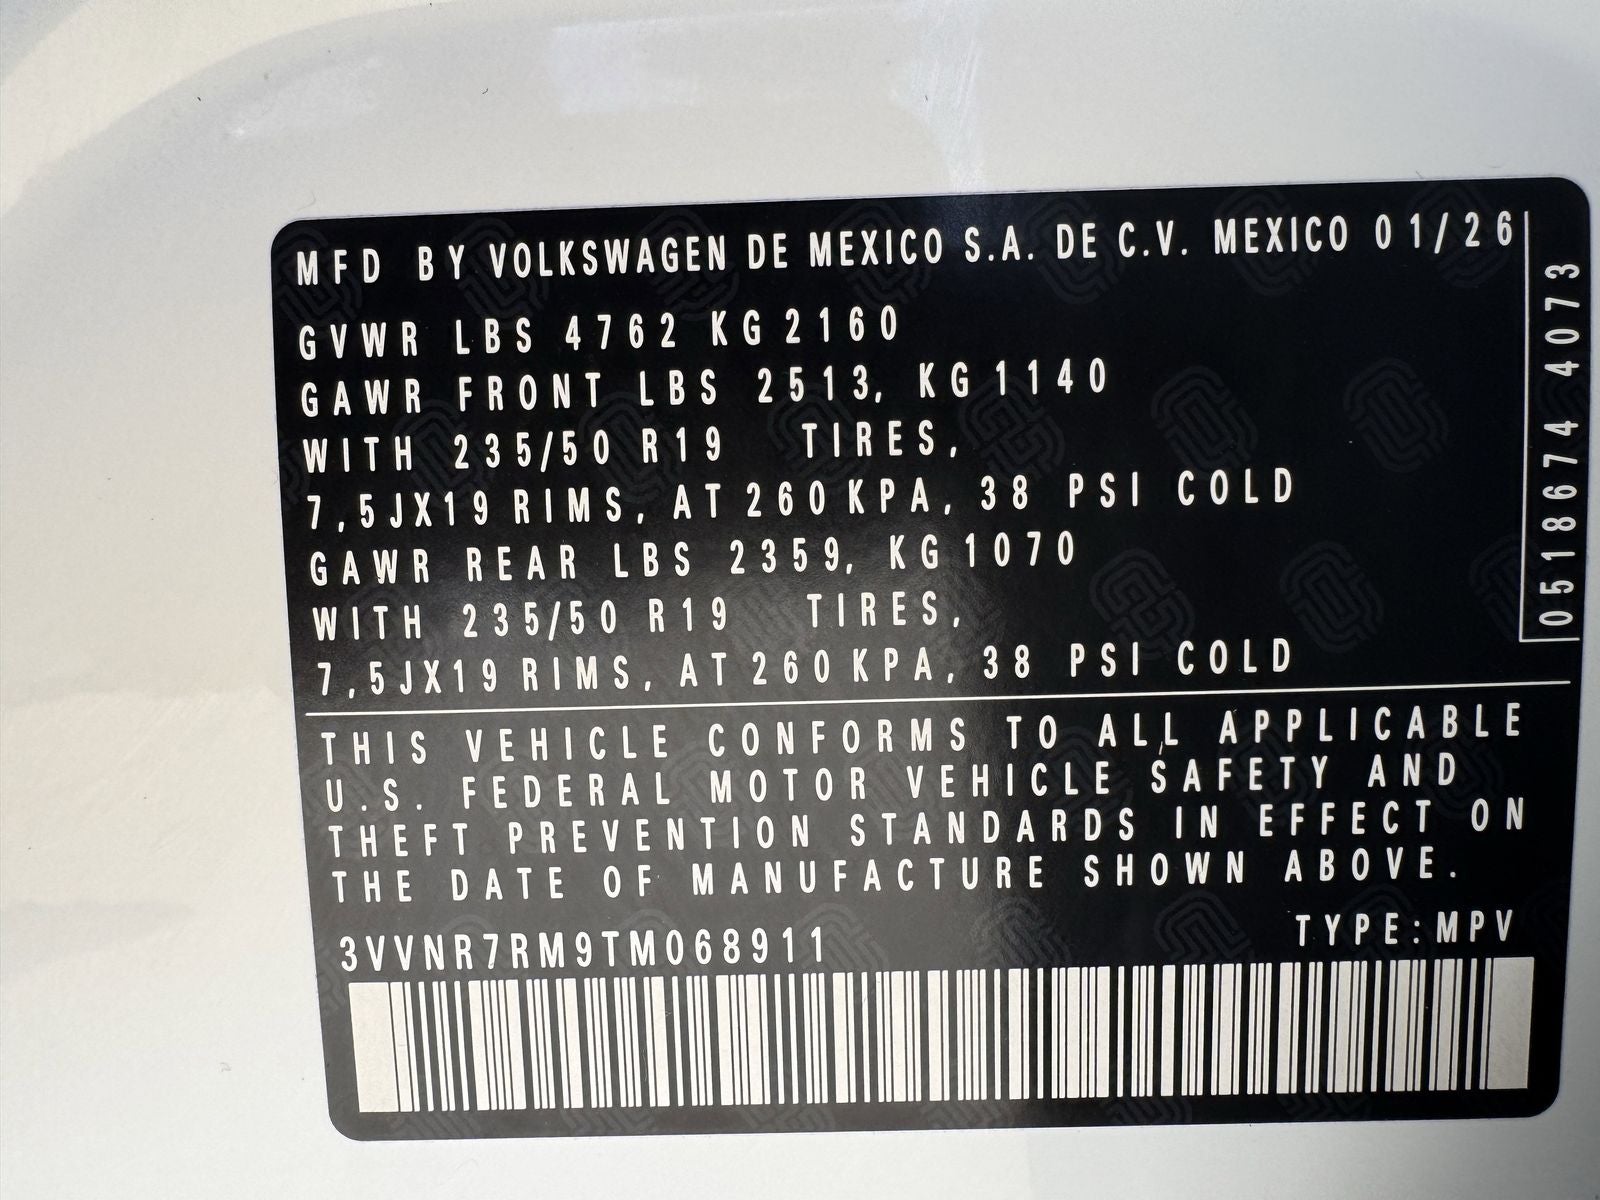 MFD BY VOLKSWAGEN DE MEXICO S.A. DE C.V. MEXICO 01/26
GVWR LBS 4762 KG 2160
GAWR FRONT LBS 2513, KG 1140
WITH 235/50 R19 TIRES,
7,5JX19 RIMS, AT 260 KPA, 38 PSI COLD
GAWR REAR LBS 2359, KG 1070
WITH 235/50 R19 TIRES,
7,5JX19 RIMS, AT 260 KPA, 38 PSI COLD
0518674 4073
THIS VEHICLE CONFORMS TO ALL APPLICABLE
U.S. FEDERAL MOTOR VEHICLE SAFETY AND
THEFT PREVENTION STANDARDS IN EFFECT ON
THE DATE OF MANUFACTURE SHOWN ABOVE.
3VVNR7RM9TM068911
TYPE:MPV